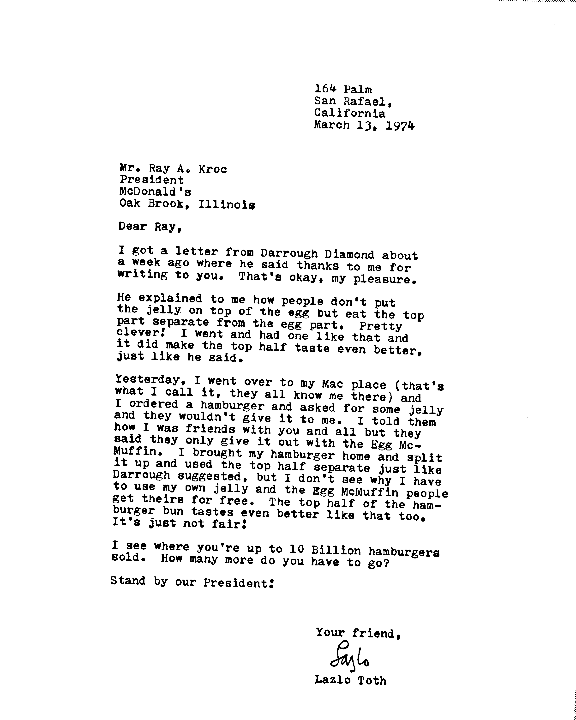 164 Palm
San Rafael,
California
March 13, 1974
Mr. Ray A. Kroc
President
McDonald's
Oak Brook, Illinois
Dear Ray,
I got a letter from Darrough Diamond about
a week ago where he said thanks to me for
writing to you. That's okay, my pleasure.
He explained to me how people don't put
the jelly on top of the egg but eat the top
part separate from the egg part. Pretty
clever! I went and had one like that and
it did make the top half taste even better,
just like he said.
Yesterday, I went over to my Mac place (that's
what I call it, they all know me there) and
I ordered a hamburger and asked for some jelly
and they wouldn't give it to me. I told them
how I was friends with you and all but they
said they only give it out with the Egg Mc-
Muffin. I brought my hamburger home and split
it up and used the top half separate just like
Darrough suggested, but I don't see why I have
to use my own jelly and the Egg McMuffin people
get theirs for free. The top half of the ham-
burger bun tastes even better like that too.
It's just not fair!
I see where you're up to 10 Billion hamburgers
sold. How many more do you have to go?
Stand by our President!
Your friend,
Lazlo
Lazlo Toth